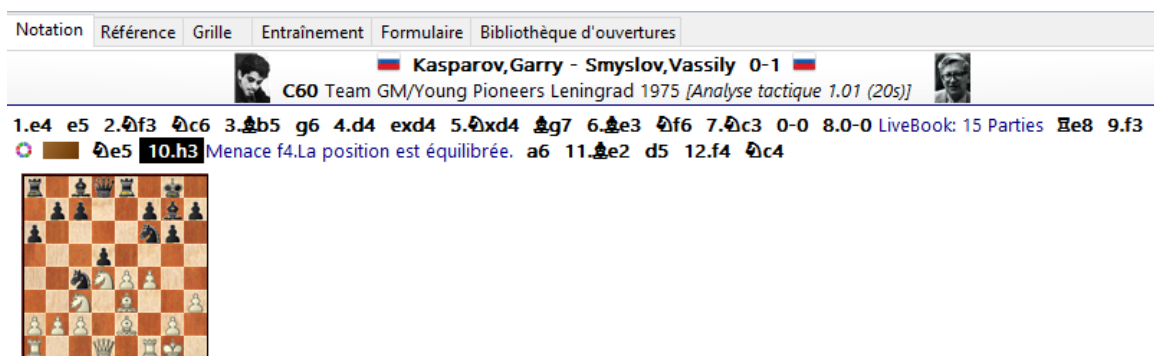 Notation Référence Grille Entraînement Formulaire Bibliothèque d'ouvertures
Kasparov,Garry - Smyslov,Vassily 0-1
C60 Team GM/Young Pioneers Leningrad 1975 [Analyse tactique 1.01 (20s)]
1.e4 e5 2.♘f3 ♘c6 3.♗b5 g6 4.d4 exd4 5.♘xd4 ♗g7 6.♗e3 ♘f6 7.♘c3 0-0 8.0-0 LiveBook: 15 Parties ♖e8 9.f3
♘e5 10.h3 Menace f4.La position est équilibrée. a6 11.♗e2 d5 12.f4 ♘c4